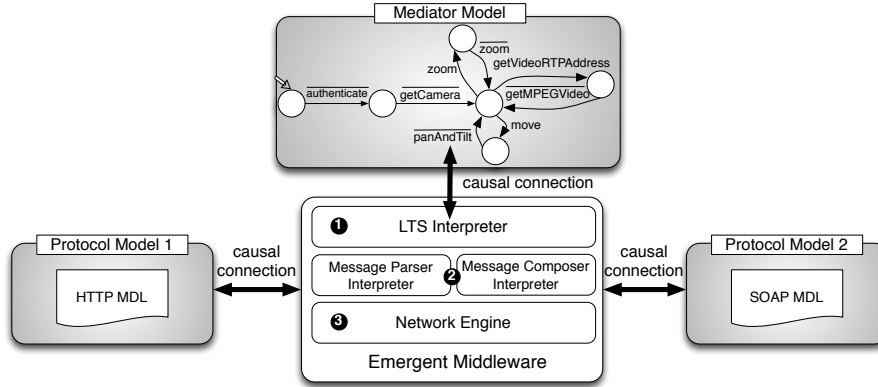 Mediator Model
zoom
zoom
getVideoRTPAddress
authenticate
getCamera
getMPEGVideo
panAndTilt
move
causal connection
1 LTS Interpreter
Protocol Model 1
causal
connection
HTTP MDL
Message Parser
Interpreter
2
Message Composer
Interpreter
causal
connection
Protocol Model 2
SOAP MDL
3 Network Engine
Emergent Middleware